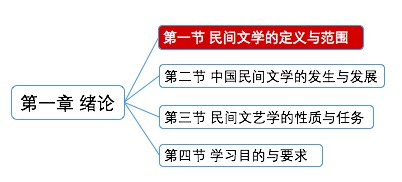 第一节 民间文学的定义与范围
第二节 中国民间文学的发生与发展
第一章 绪论
第三节 民间文艺学的性质与任务
第四节 学习目的与要求